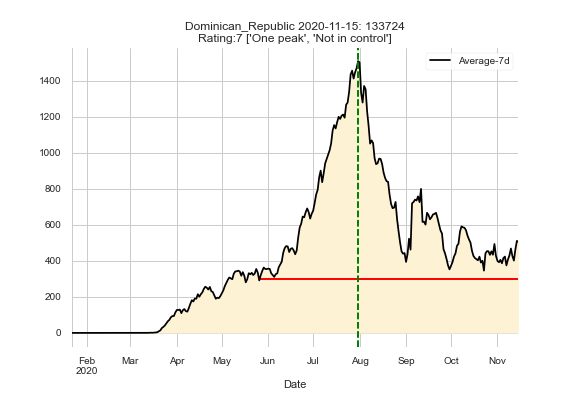 Dominican_Republic 2020-11-15: 133724
Rating:7 ['One peak', 'Not in control']
Average-7d
1400
1200
1000
800
600
400
200
0
Feb Mar Apr May Jun Jul Aug Sep Oct Nov
2020
Date